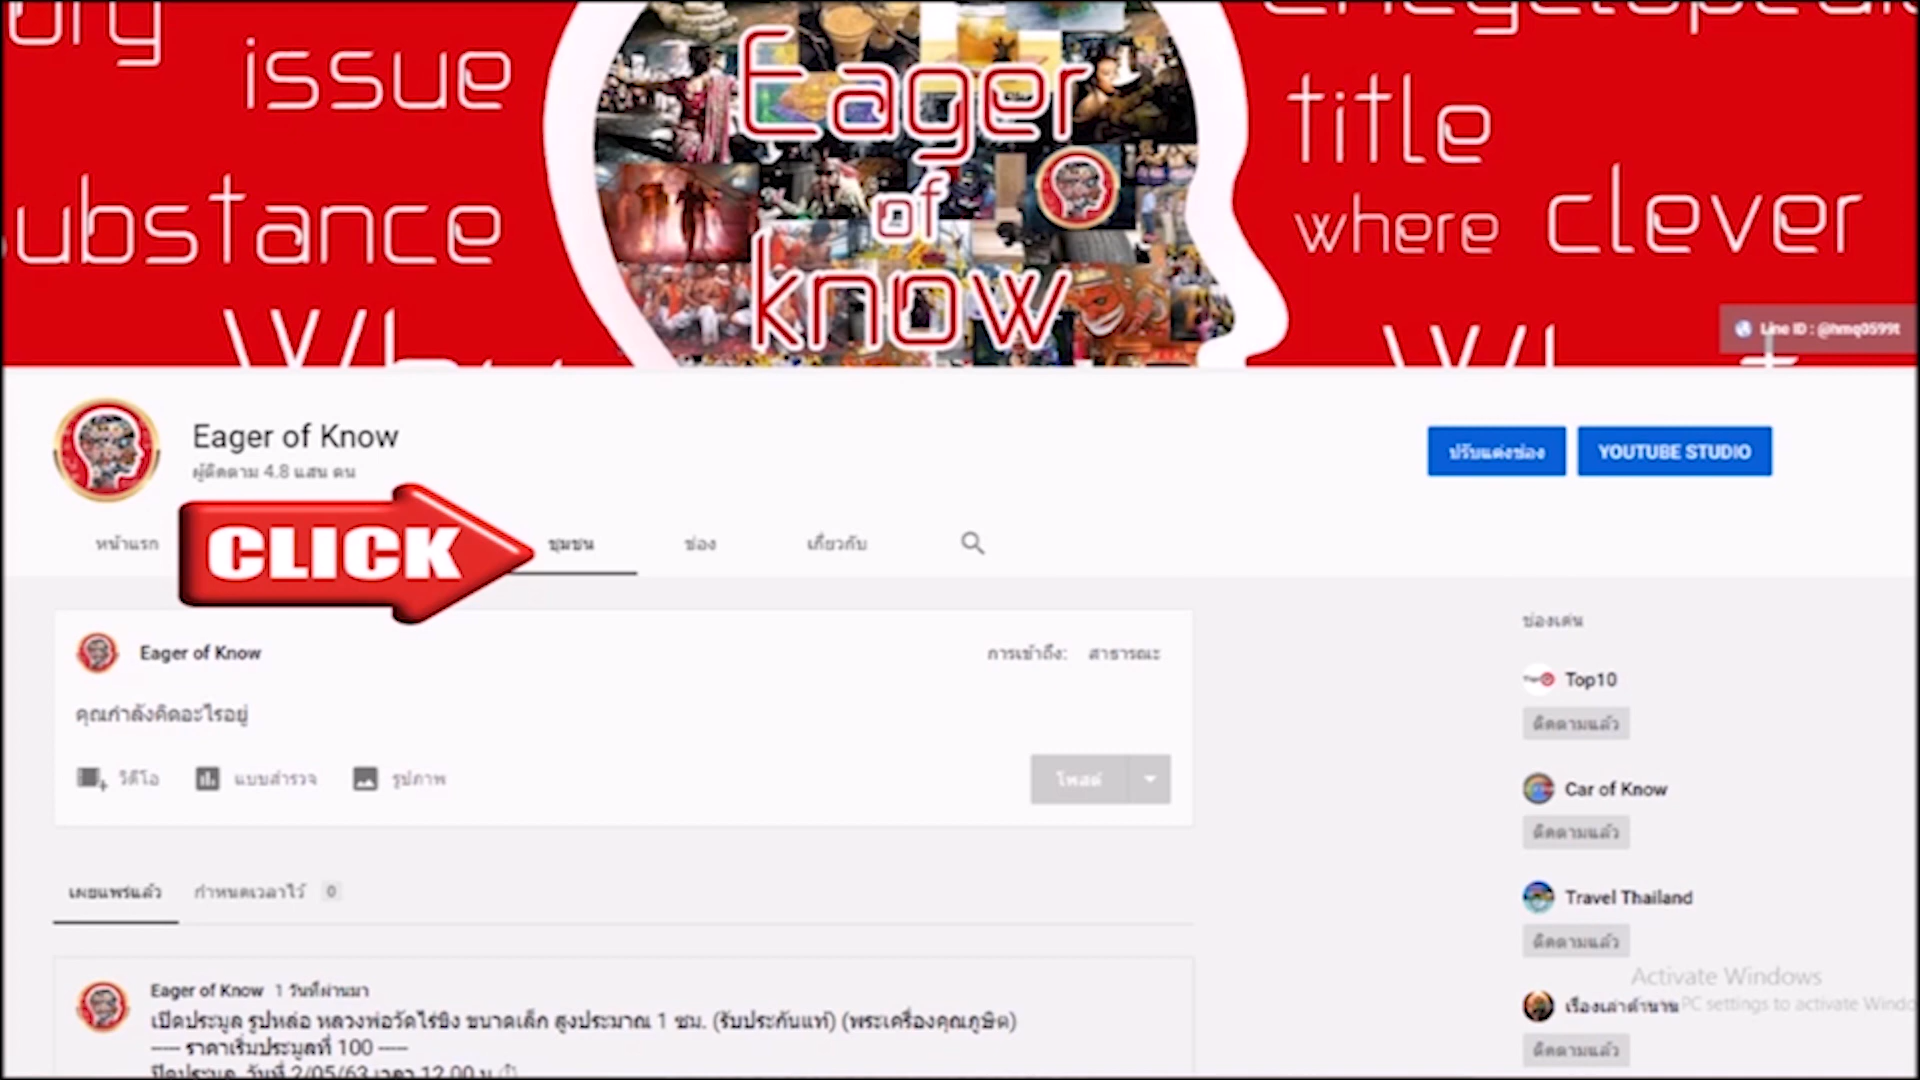 issue
Eager
of
know
title
where clever
Line ID : @hmq0599t
Eager of Know
ผู้ติดตาม 4.8 แสน คน
ปรับแต่งช่อง
YOUTUBE STUDIO
หน้าแรก
CLICK
ชุมชน
ช่อง
เกี่ยวกับ
Eager of Know
การเข้าถึง: สาธารณะ
คุณกำลังคิดอะไรอยู่
วิดีโอ
แบบสำรวจ
รูปภาพ
โพสต์
เผยแพร่แล้ว
กำหนดเวลาไว้ 0
Eager of Know 1 วันที่ผ่านมา
เปิดประมูล รูปหล่อ หลวงพ่อวัดไร่ขิง ขนาดเล็ก สูงประมาณ 1 ซม. (รับประกันแท้) (พระเครื่องคุณภูษิต)
----- ราคาเริ่มประมูลที่ 100 -----
ช่องเด่น
Top10
ติดตามแล้ว
Car of Know
ติดตามแล้ว
Travel Thailand
ติดตามแล้ว
เรื่องเล่าตำนาน
ติดตามแล้ว
Activate Windows
PC settings to activate